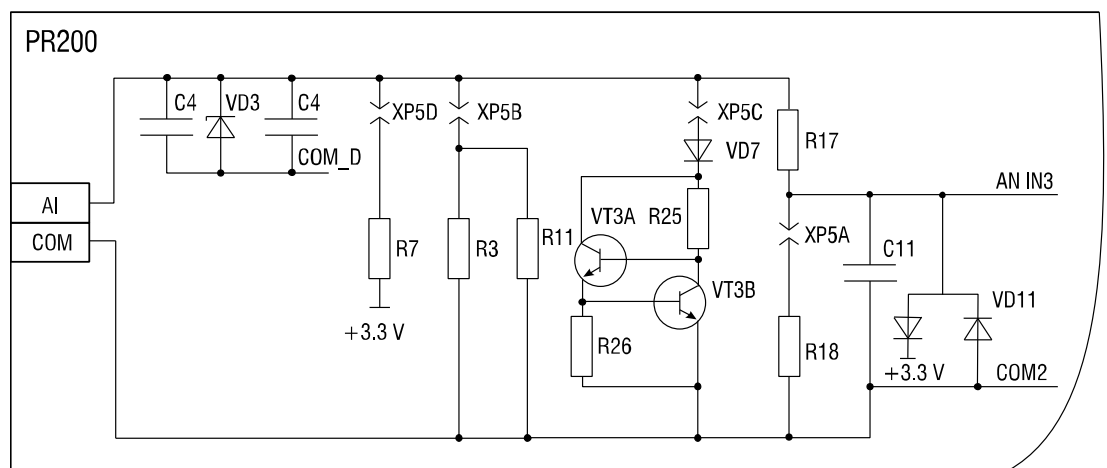 PR200
C4
VD3
C4
XP5D
XP5B
XP5C
VD7
R17
COM_D
AN IN3
AI
COM
VT3A
R25
XP5A
C11
R7
R3
R11
VT3B
VD11
+3.3 V
R26
R18
+3.3 V
COM2